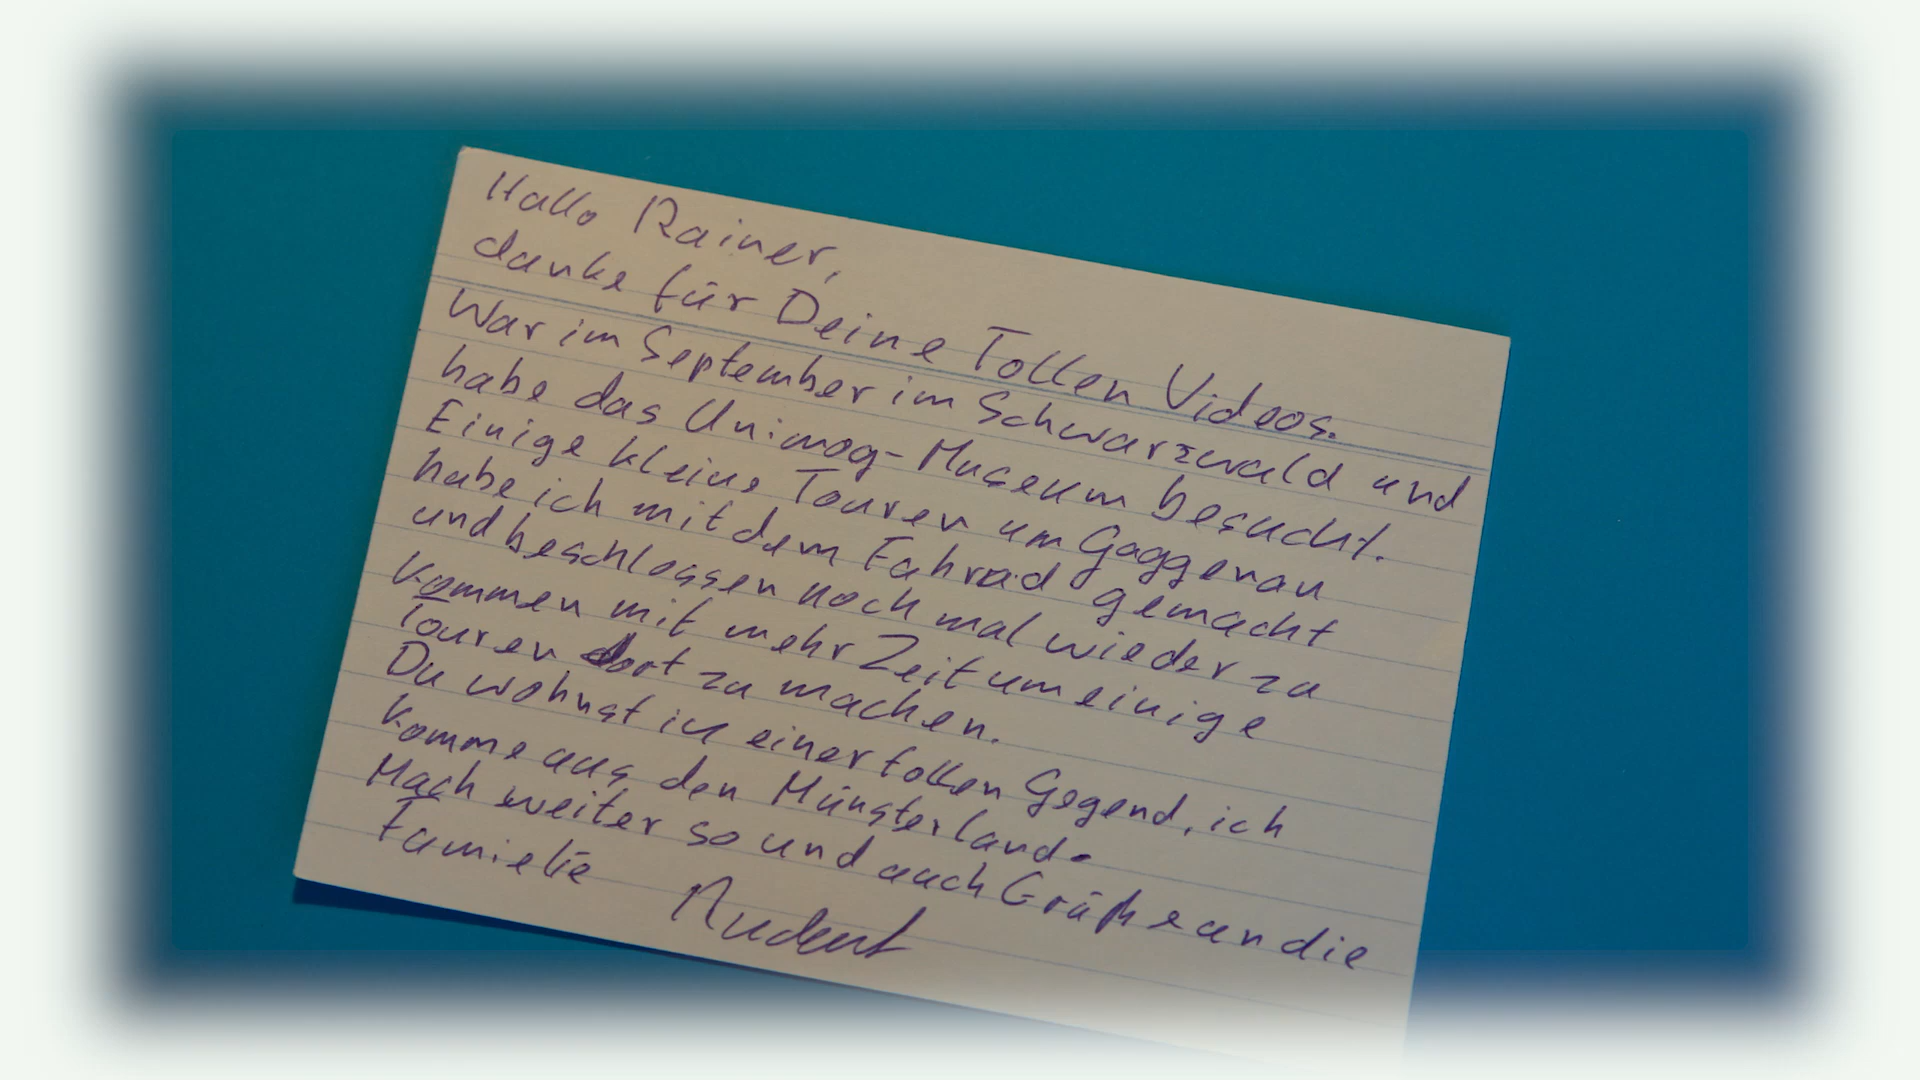 Hallo Rainer,
danke für Deine Tollen Videos.
War im September im Schwarzwald und
habe das Unimog-Museum besucht.
Einige kleine Touren um Gaggenau
habe ich mit dem Fahrad gemacht
und beschlossen noch mal wieder zu
kommen mit mehr Zeit um einige
Touren dort zu machen.
Du wohnst in einer tollen Gegend, ich
komme aus den Münsterland.
Mach weiter so und auch Grüße an die
Familie